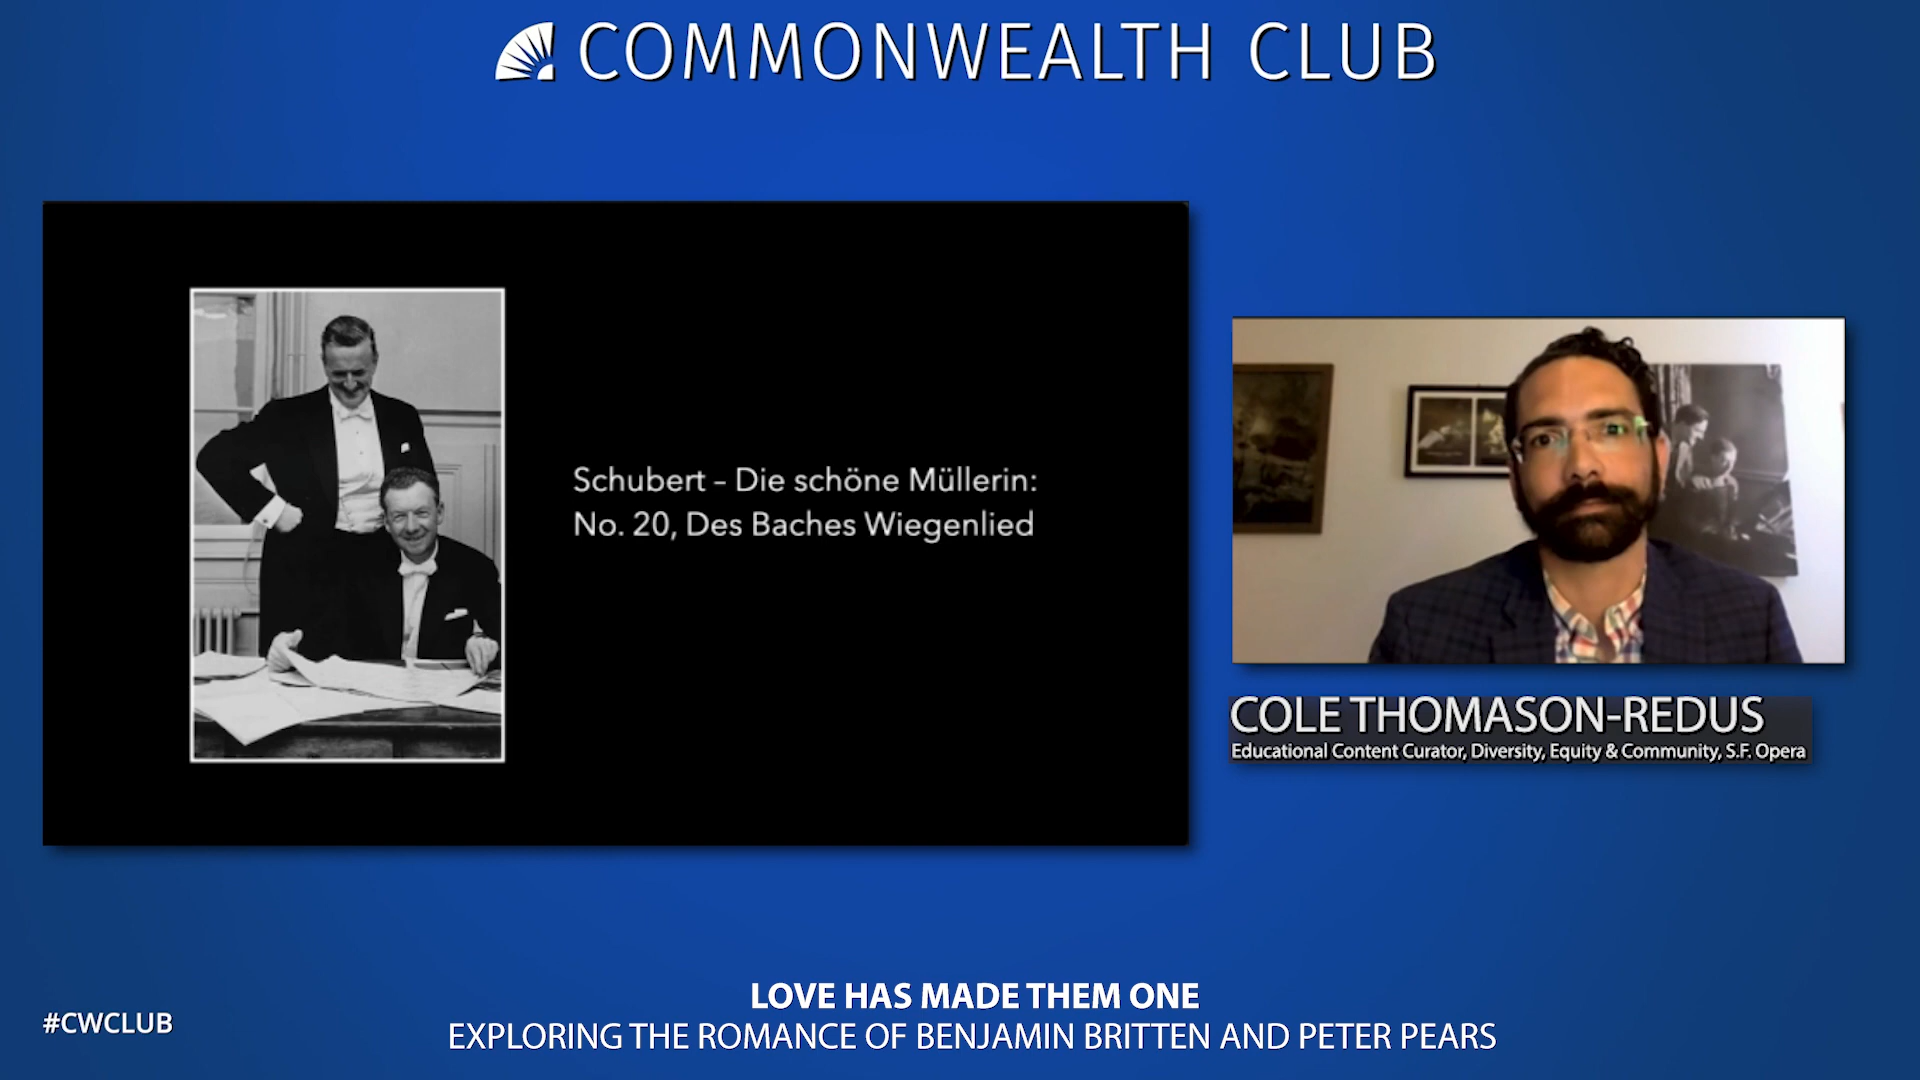 COMMONWEALTH CLUB
Schubert – Die schöne Müllerin:
No. 20, Des Baches Wiegenlied
COLE THOMASON-REDUS
Educational Content Curator, Diversity, Equity & Community, S.F. Opera
LOVE HAS MADE THEM ONE
#CWCLUB
EXPLORING THE ROMANCE OF BENJAMIN BRITTEN AND PETER PEARS